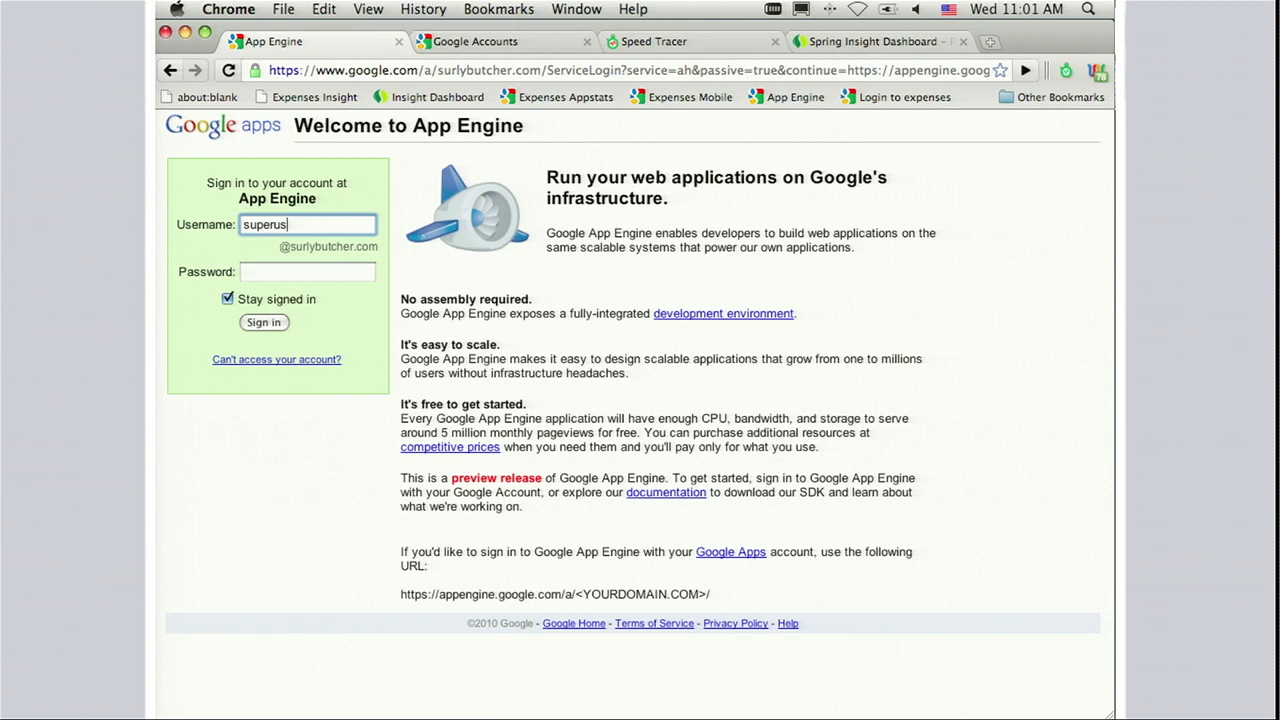 Chrome File Edit View History Bookmarks Window Help Wed 11:01 AM
App Engine Google Accounts Speed Tracer Spring Insight Dashboard -
https://www.google.com/a/surlybutcher.com/ServiceLogin?service=ah&passive=true&continue=https://appengine.goog
78
about:blank Expenses Insight Insight Dashboard Expenses Appstats Expenses Mobile App Engine Login to expenses Other Bookmarks
Google apps Welcome to App Engine
Sign in to your account at
App Engine
Username: superus
@surlybutcher.com
Password:
Stay signed in
Sign in
Can't access your account?
Run your web applications on Google's
infrastructure.
Google App Engine enables developers to build web applications on the
same scalable systems that power our own applications.
No assembly required.
Google App Engine exposes a fully-integrated development environment.
It's easy to scale.
Google App Engine makes it easy to design scalable applications that grow from one to millions
of users without infrastructure headaches.
It's free to get started.
Every Google App Engine application will have enough CPU, bandwidth, and storage to serve
around 5 million monthly pageviews for free. You can purchase additional resources at
competitive prices when you need them and you'll pay only for what you use.
This is a preview release of Google App Engine. To get started, sign in to Google App Engine
with your Google Account, or explore our documentation to download our SDK and learn about
what we're working on.
If you'd like to sign in to Google App Engine with your Google Apps account, use the following
URL:
https://appengine.google.com/a/<YOURDOMAIN.COM>/
©2010 Google - Google Home - Terms of Service - Privacy Policy - Help